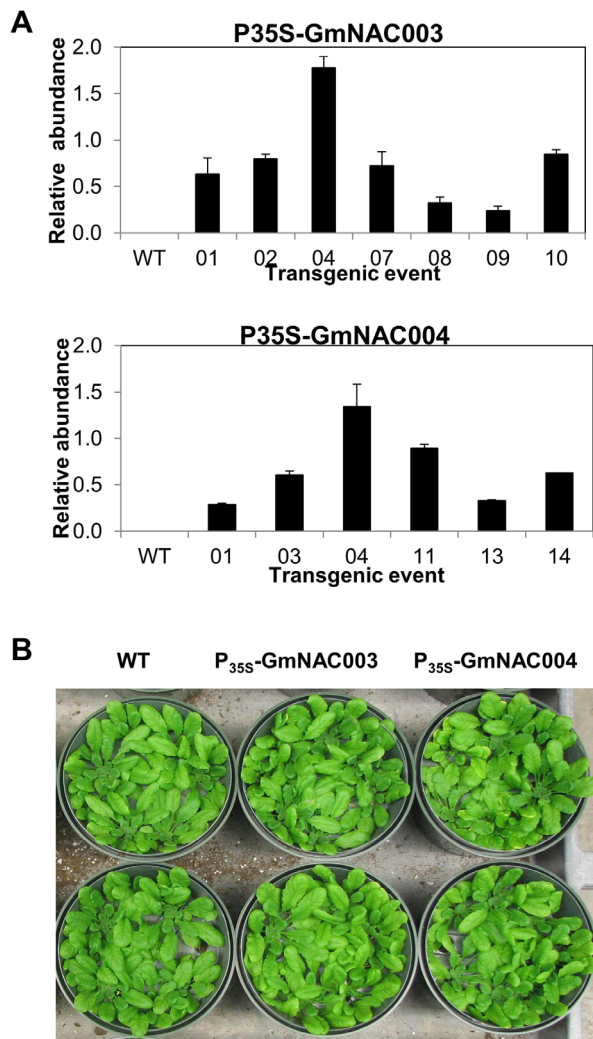 A
P35S-GmNAC003
Relative abundance
2.0
1.5
1.0
0.5
0.0
WT 01 02 04 07 08 09 10
Transgenic event
P35S-GmNAC004
Relative abundance
2.0
1.5
1.0
0.5
0.0
WT 01 03 04 11 13 14
Transgenic event
B
WT P35S-GmNAC003 P35S-GmNAC004